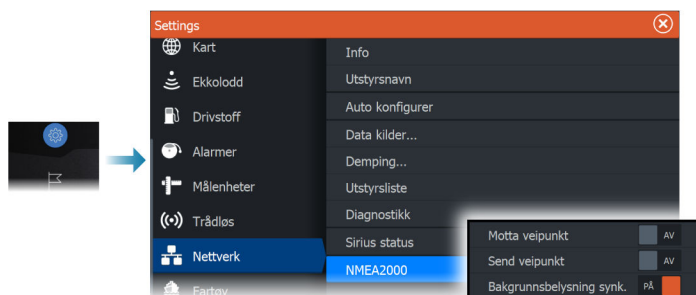 Settings
Kart
Ekkolodd
Drivstoff
Alarmer
Målenheter
Trådløs
Nettverk
Fartøy
Info
Utstyrsnavn
Auto konfigurer
Data kilder...
Demping...
Utstyrsliste
Diagnostikk
Sirius status
NMEA2000
Motta veipunkt AV
Send veipunkt AV
Bakgrunnsbelysning synk. PÅ